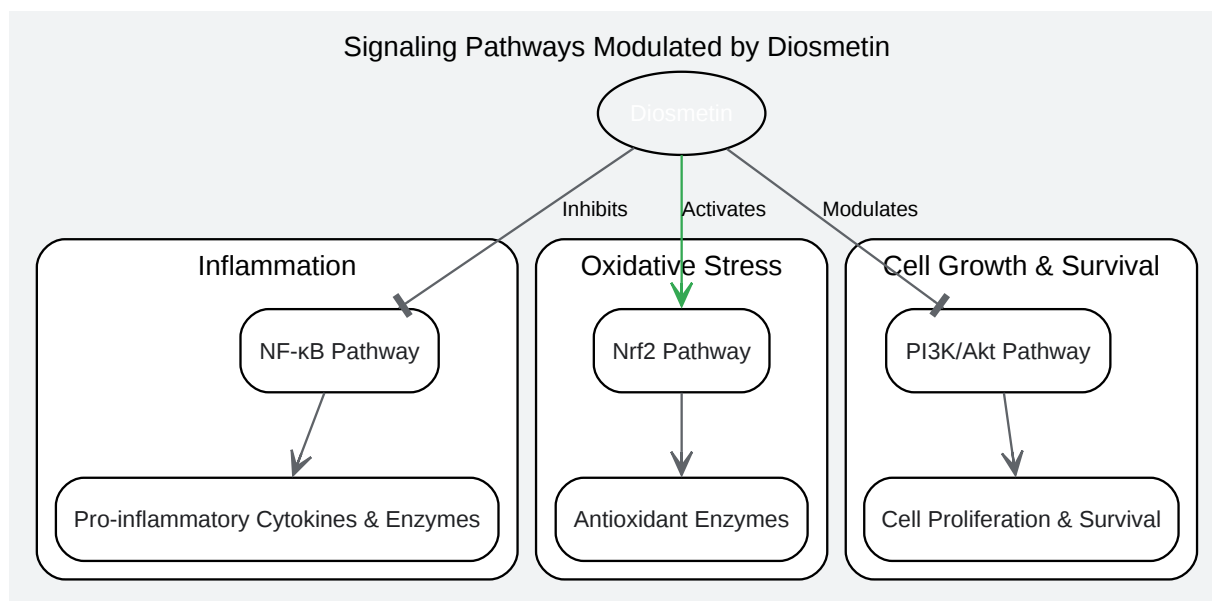 Signaling Pathways Modulated by Diosmetin
Diosmetin
Inhibits
Activates
Modulates
Inflammation
Oxidative Stress
Cell Growth & Survival
NF-κB Pathway
Nrf2 Pathway
PI3K/Akt Pathway
Pro-inflammatory Cytokines & Enzymes
Antioxidant Enzymes
Cell Proliferation & Survival